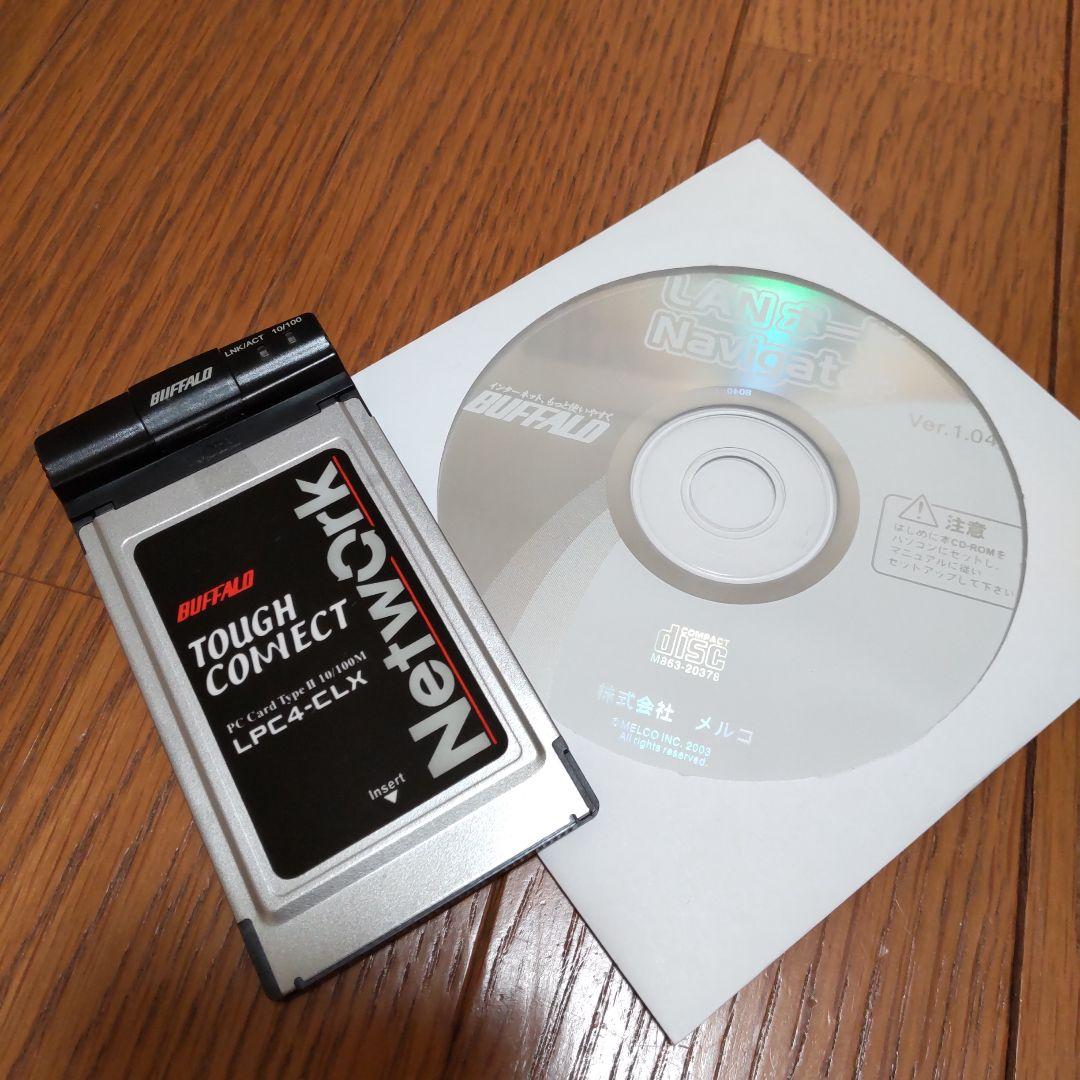 LNK/ACT 10/100
BUFFALO
BUFFALO
TOUGH
CONNECT
PC Card Type II 10/100M
LPC4-CLX
Network
Insert
LANボー
Navigat
インターネット、もっと使いやすく
BUFFALO
Ver.1.04
注意
はじめに本CD-ROMを
パソコンにセットし、
マニュアルに従い
セットアップして下さい
COMPACT
disc
M863-20378
株式会社 メルコ
© MELCO INC. 2003
All rights reserved.